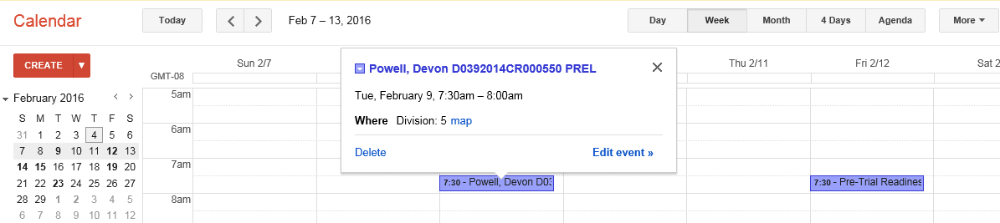 Calendar
Today
Feb 7 – 13, 2016
Day Week Month 4 Days Agenda
More
CREATE
February 2016
S M T W T F S
31 1 2 3 4 5 6
7 8 9 10 11 12 13
14 15 16 17 18 19 20
21 22 23 24 25 26 27
28 29 1 2 3 4 5
6 7 8 9 10 11 12
GMT-08
Sun 2/7
Thu 2/11
Fri 2/12
Sat 2
5am
6am
7am
8am
Powell, Devon D0392014CR000550 PREL
Tue, February 9, 7:30am – 8:00am
Where Division: 5 map
Delete
Edit event »
7:30 - Powell, Devon D03
7:30 - Pre-Trial Readines